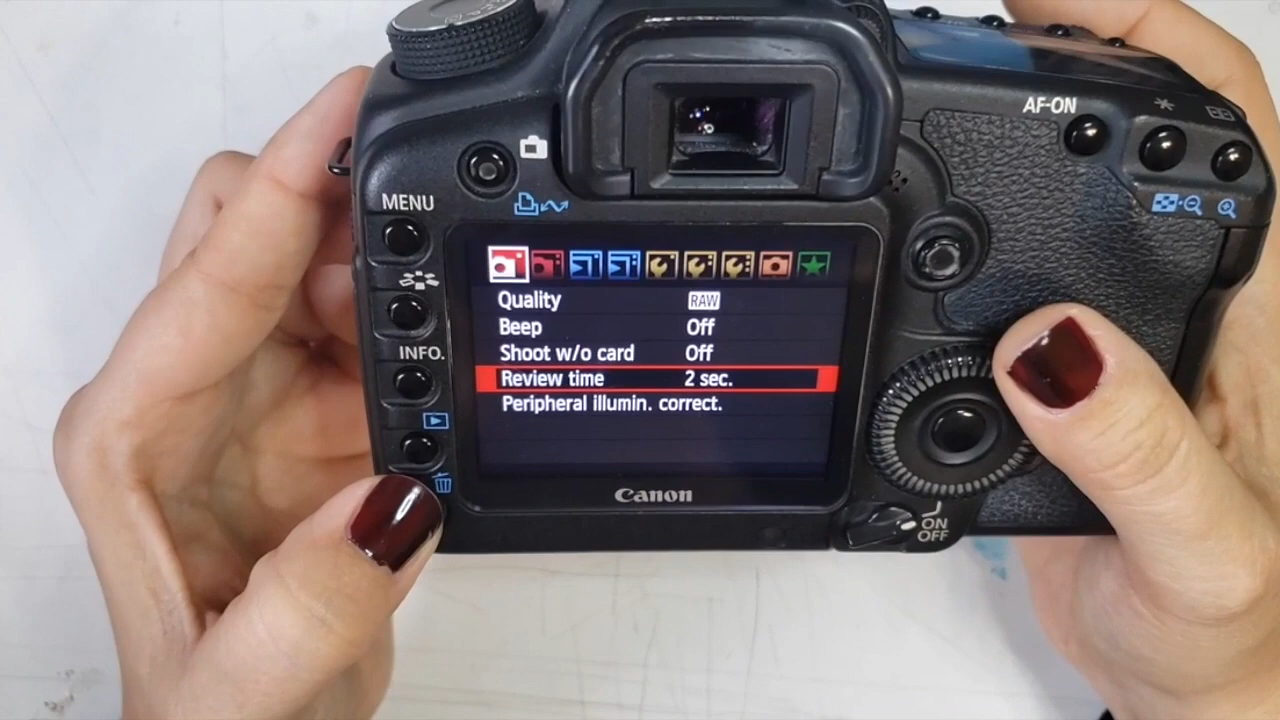 AF-ON
MENU
Quality RAW
Beep Off
Shoot w/o card Off
INFO.
Review time 2 sec.
Peripheral illumin. correct.
Canon
ON
OFF